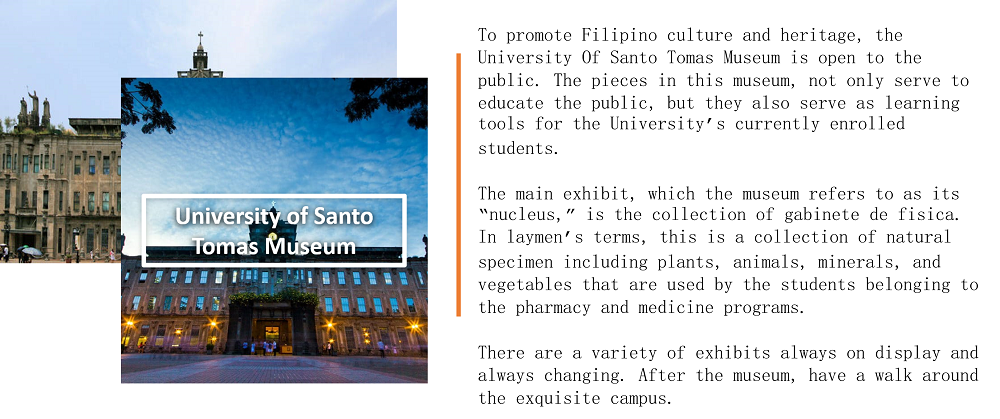 University of Santo
Tomas Museum
To promote Filipino culture and heritage, the
University Of Santo Tomas Museum is open to the
public. The pieces in this museum, not only serve to
educate the public, but they also serve as learning
tools for the University’s currently enrolled
students.
The main exhibit, which the museum refers to as its
“nucleus,” is the collection of gabinete de fisica.
In laymen’s terms, this is a collection of natural
specimen including plants, animals, minerals, and
vegetables that are used by the students belonging to
the pharmacy and medicine programs.
There are a variety of exhibits always on display and
always changing. After the museum, have a walk around
the exquisite campus.